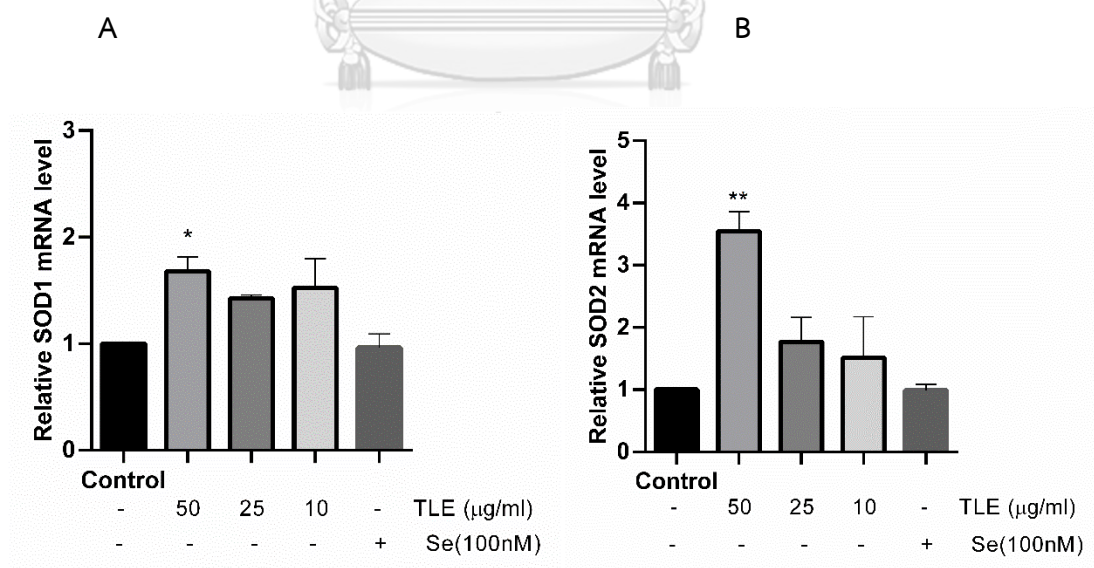 A
B
Relative SOD1 mRNA level
3
2
1
0
*
Control
- 50 25 10 - TLE (μg/ml)
- - - - + Se(100nM)
Relative SOD2 mRNA level
5
4
3
2
1
0
**
Control
- 50 25 10 - TLE (μg/ml)
- - - - + Se(100nM)